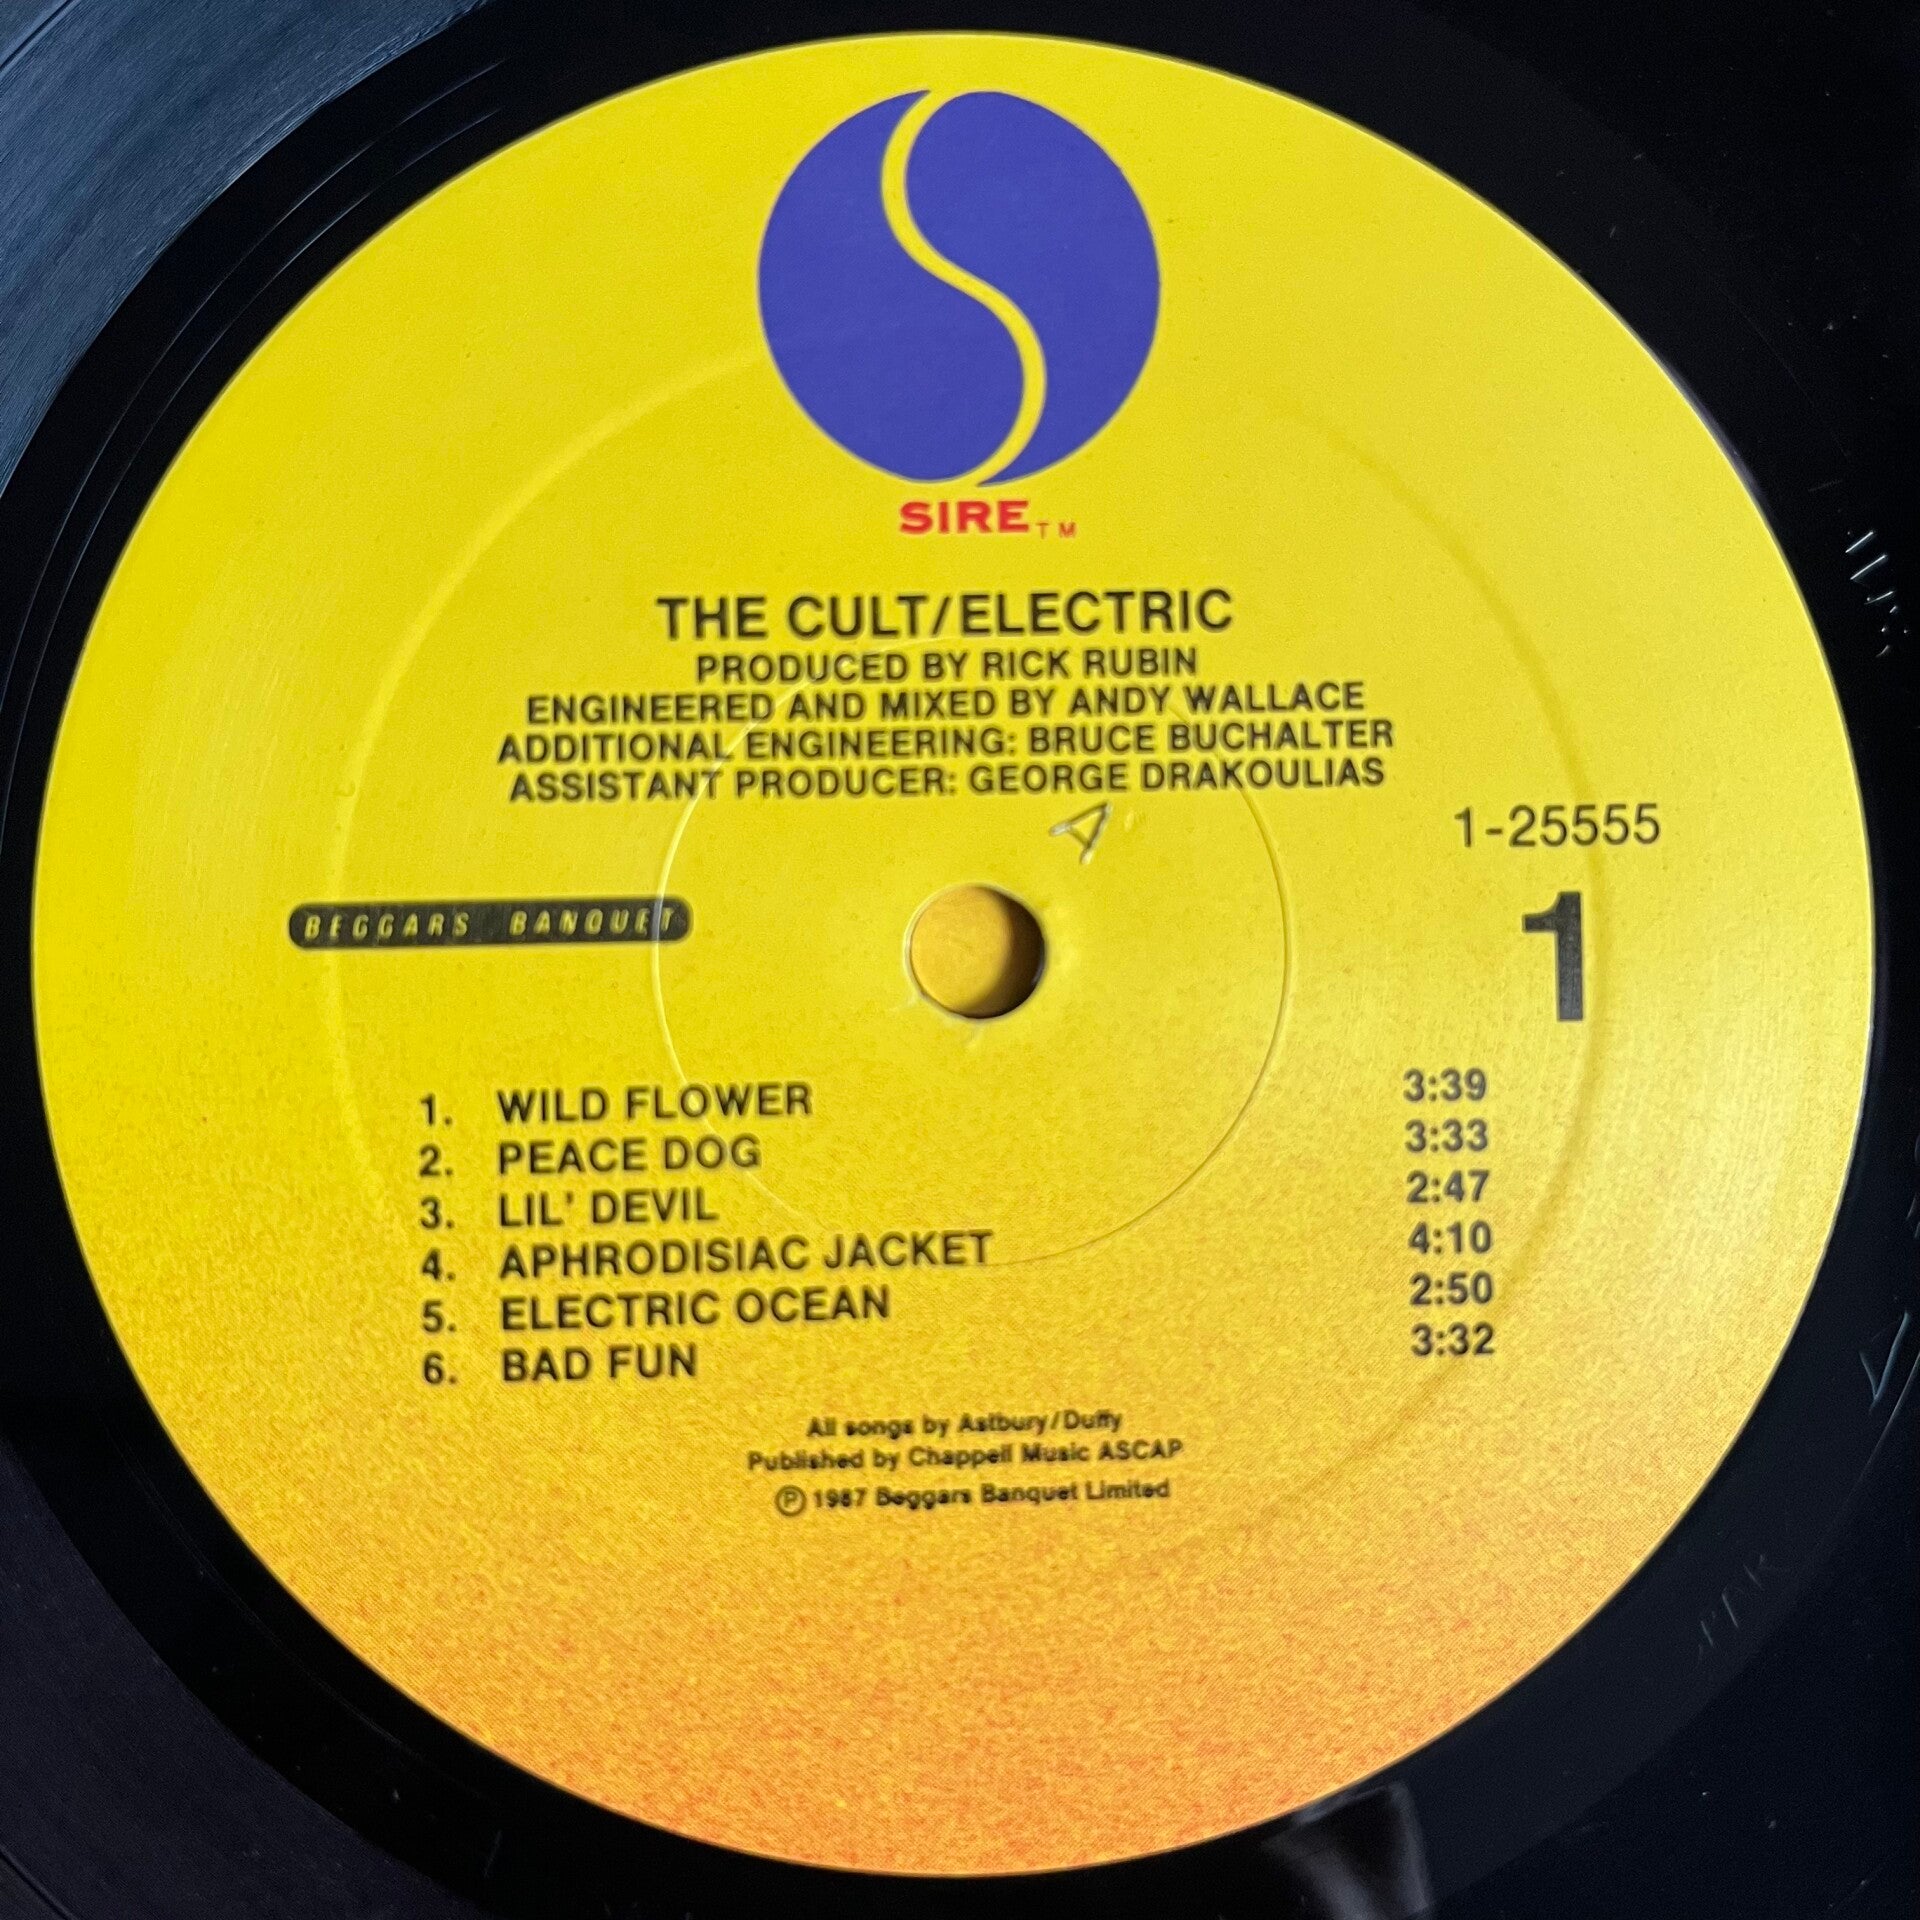 SIRE TM
THE CULT/ELECTRIC
PRODUCED BY RICK RUBIN
ENGINEERED AND MIXED BY ANDY WALLACE
ADDITIONAL ENGINEERING: BRUCE BUCHALTER
ASSISTANT PRODUCER: GEORGE DRAKOULIAS
A
1-25555
BEGGARS BANQUET
1
1. WILD FLOWER 3:39
2. PEACE DOG 3:33
3. LIL' DEVIL 2:47
4. APHRODISIAC JACKET 4:10
5. ELECTRIC OCEAN 2:50
6. BAD FUN 3:32
All songs by Astbury/Duffy
Published by Chappell Music ASCAP
Ⓟ 1987 Beggars Banquet Limited